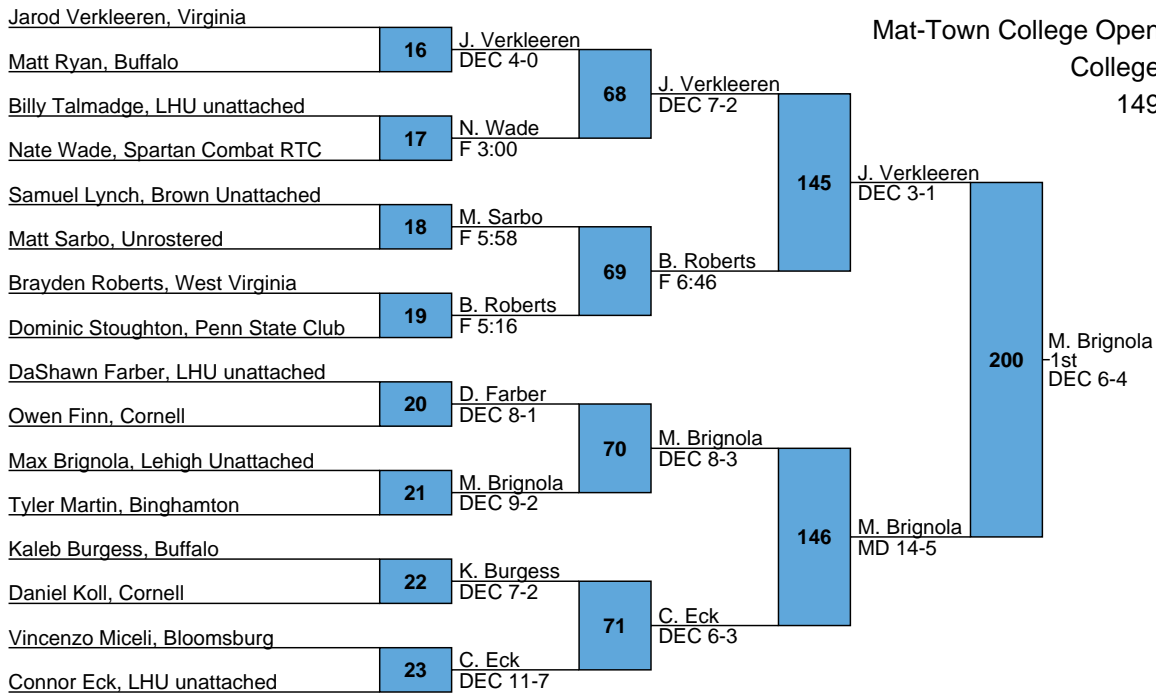 Mat-Town College Open
College
149
Jarod Verkleeren, Virginia
Matt Ryan, Buffalo
Billy Talmadge, LHU unattached
Nate Wade, Spartan Combat RTC
Samuel Lynch, Brown Unattached
Matt Sarbo, Unrostered
Brayden Roberts, West Virginia
Dominic Stoughton, Penn State Club
DaShawn Farber, LHU unattached
Owen Finn, Cornell
Max Brignola, Lehigh Unattached
Tyler Martin, Binghamton
Kaleb Burgess, Buffalo
Daniel Koll, Cornell
Vincenzo Miceli, Bloomsburg
Connor Eck, LHU unattached
16
17
18
19
20
21
22
23
J. Verkleeren
DEC 4-0
N. Wade
F 3:00
M. Sarbo
F 5:58
B. Roberts
F 5:16
D. Farber
DEC 8-1
M. Brignola
DEC 9-2
K. Burgess
DEC 7-2
C. Eck
DEC 11-7
68
69
70
71
J. Verkleeren
DEC 7-2
B. Roberts
F 6:46
M. Brignola
DEC 8-3
C. Eck
DEC 6-3
145
146
J. Verkleeren
DEC 3-1
M. Brignola
MD 14-5
200
M. Brignola
1st
DEC 6-4